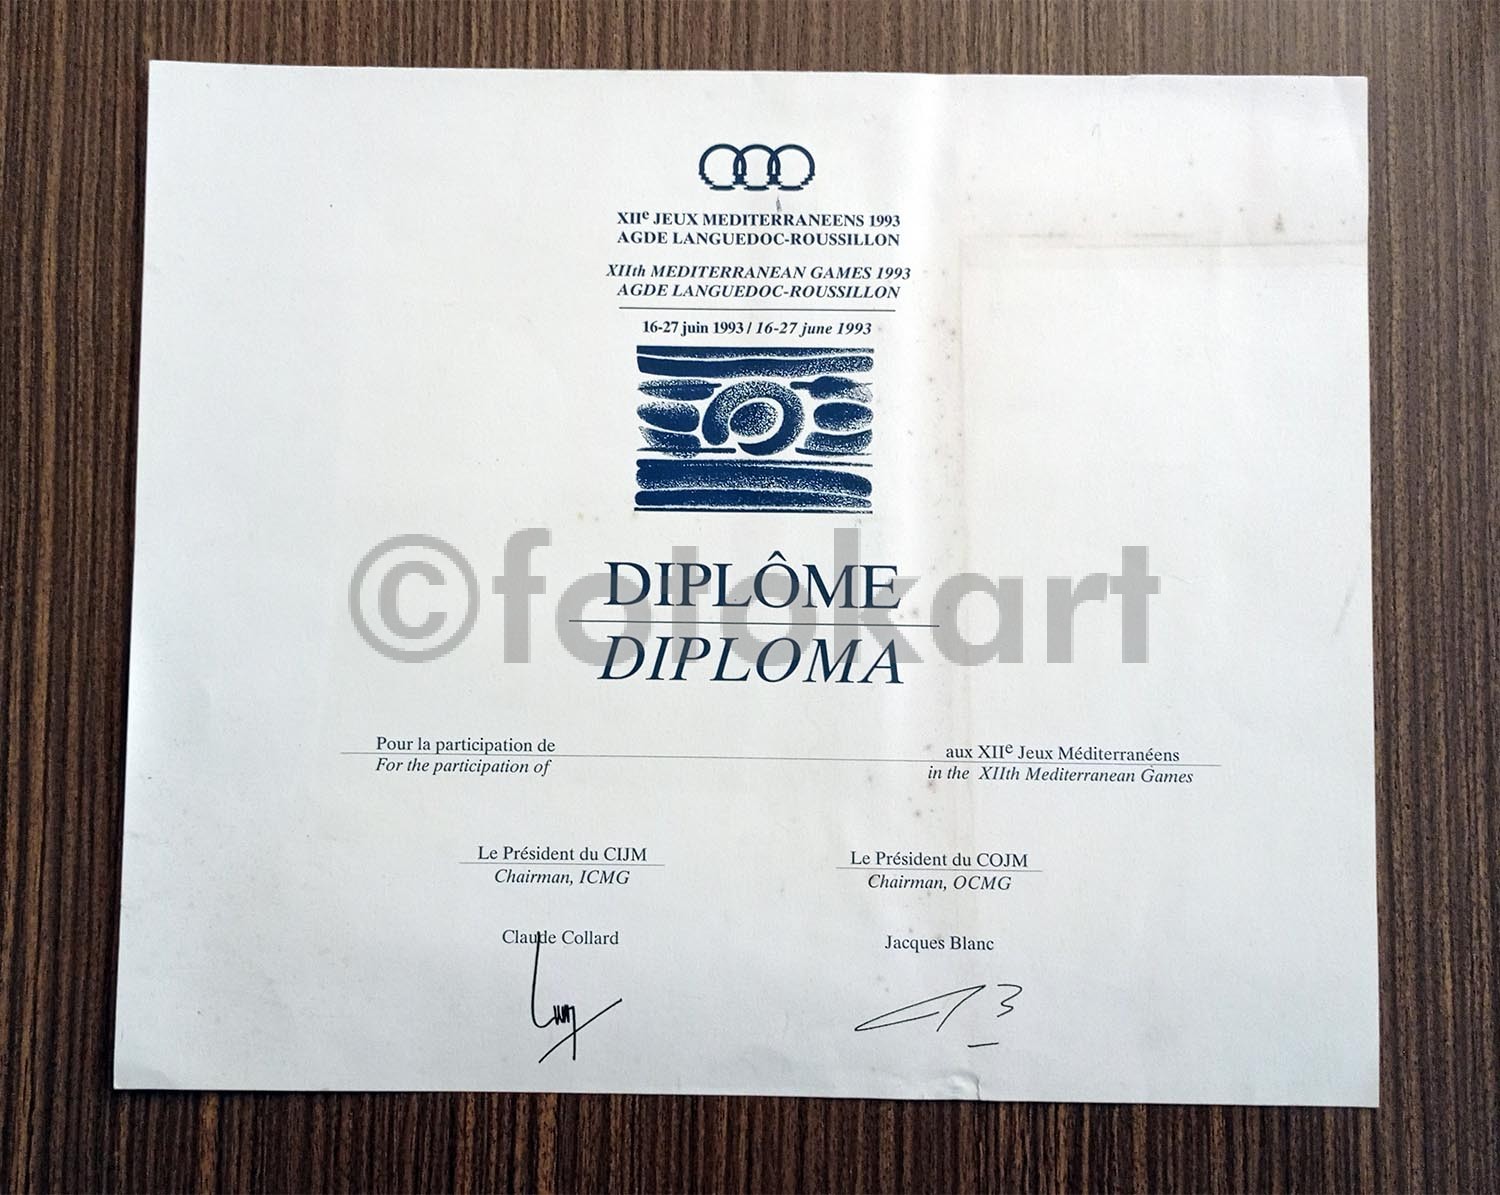 XIIe JEUX MEDITERRANEENS 1993
AGDE LANGUEDOC-ROUSSILLON
XIIth MEDITERRANEAN GAMES 1993
AGDE LANGUEDOC-ROUSSILLON
16-27 juin 1993 / 16-27 june 1993
©fotokart
DIPLÔME
DIPLOMA
Pour la participation de aux XIIe Jeux Méditerranéens
For the participation of in the XIIth Mediterranean Games
Le Président du CIJM Le Président du COJM
Chairman, ICMG Chairman, OCMG
Claude Collard Jacques Blanc